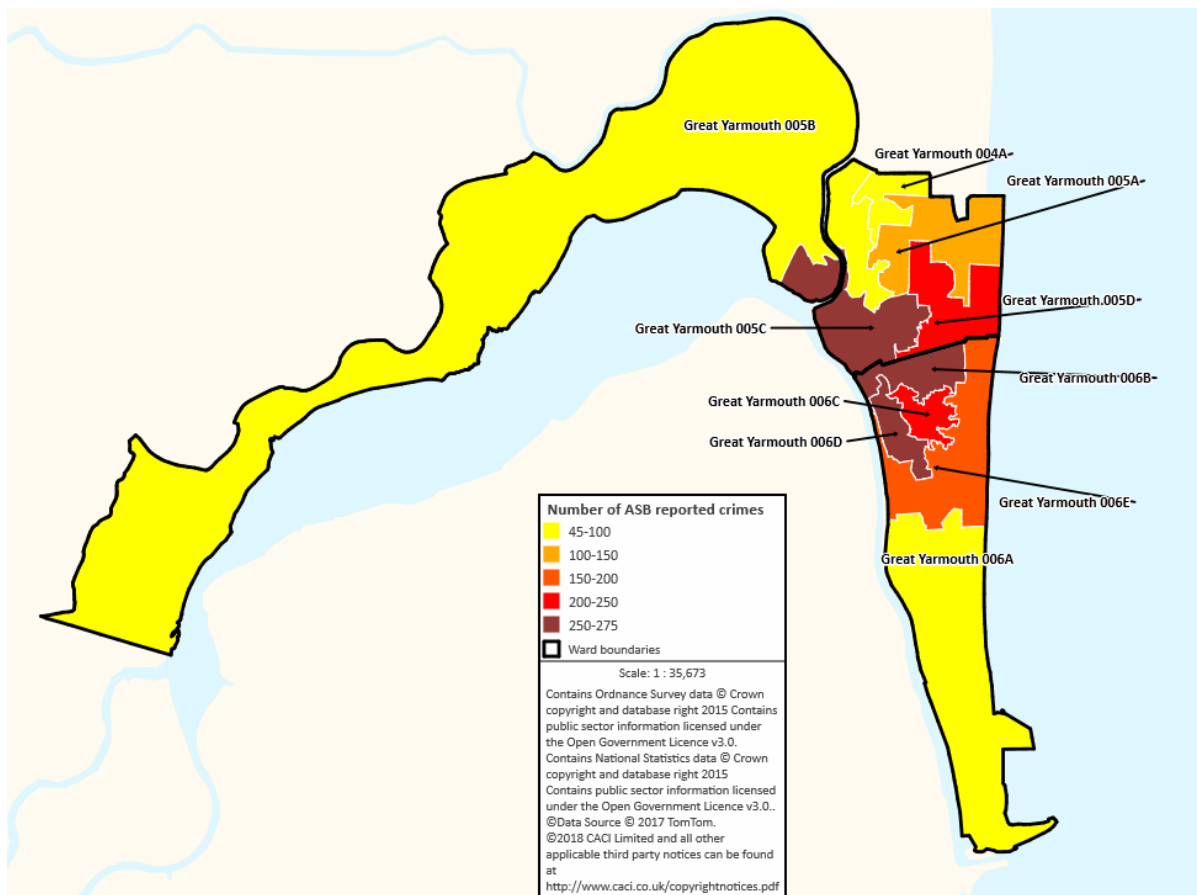 Great Yarmouth 005B
Great Yarmouth 004A
Great Yarmouth 005A
Great Yarmouth 005D
Great Yarmouth 005C
Great Yarmouth 006B
Great Yarmouth 006C
Great Yarmouth 006D
Great Yarmouth 006E
Great Yarmouth 006A
Number of ASB reported crimes
45-100
100-150
150-200
200-250
250-275
Ward boundaries
Scale: 1 : 35,673
Contains Ordnance Survey data © Crown
copyright and database right 2015 Contains
public sector information licensed under
the Open Government Licence v3.0.
Contains National Statistics data © Crown
copyright and database right 2015
Contains public sector information licensed
under the Open Government Licence v3.0..
©Data Source © 2017 TomTom.
©2018 CACI Limited and all other
applicable third party notices can be found
at
http://www.caci.co.uk/copyrightnotices.pdf